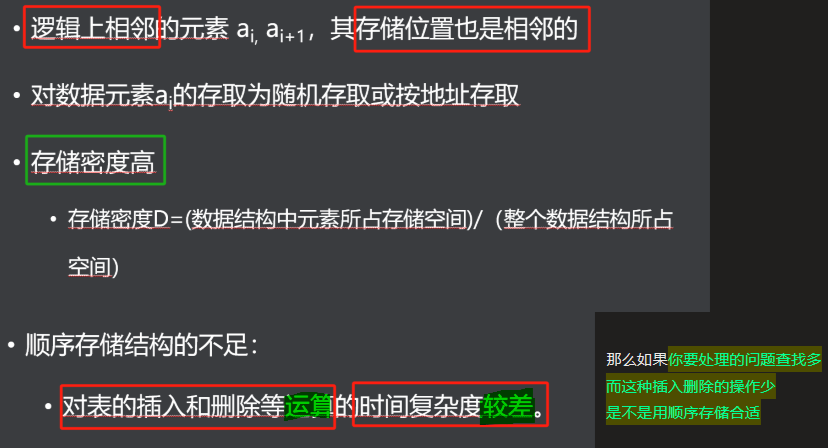 • 逻辑上相邻的元素 ai, ai+1，其存储位置也是相邻的
• 对数据元素ai的存取为随机存取或按地址存取
• 存储密度高
• 存储密度D=(数据结构中元素所占存储空间)/（整个数据结构所占
空间)
• 顺序存储结构的不足：
• 对表的插入和删除等运算的时间复杂度较差。
那么如果你要处理的问题查找多
而这种插入删除的操作少
是不是用顺序存储合适